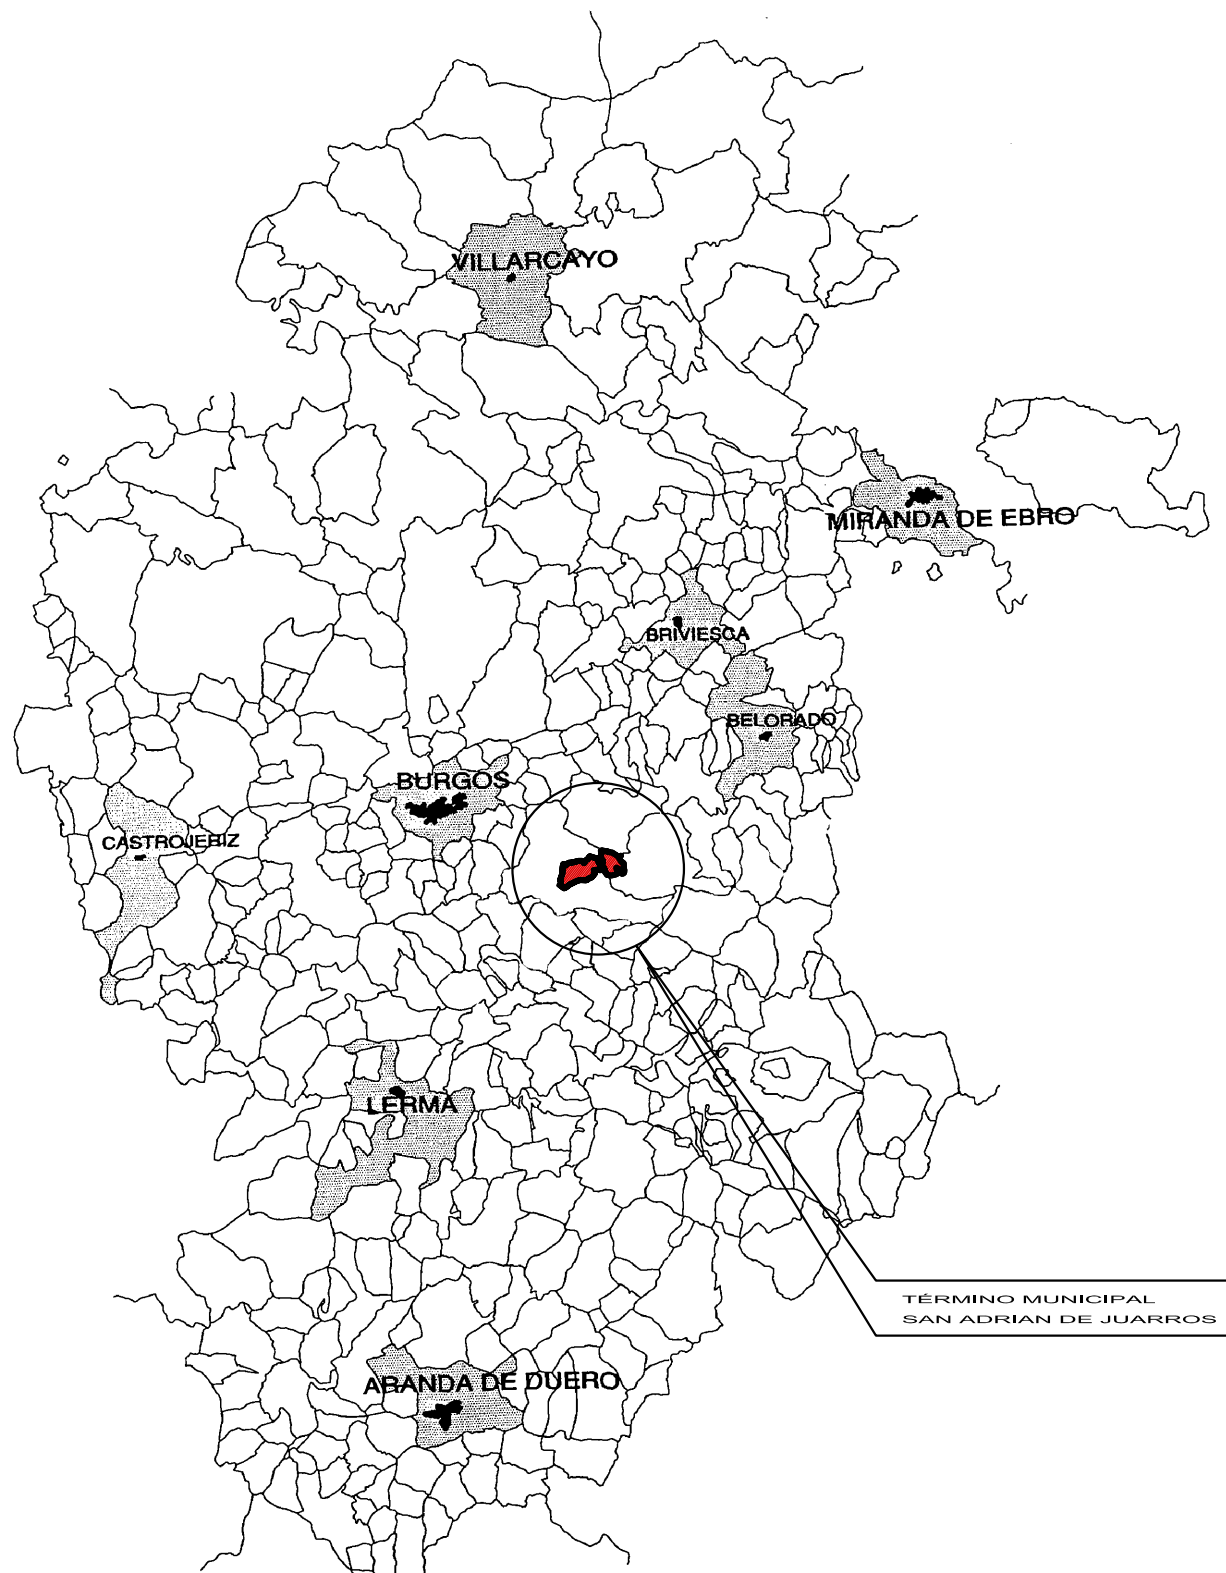 VILLARCAYO
MIRANDA DE EBRO
BRIVIESCA
BELORADO
BURGOS
CASTROJERIZ
LERMA
TÉRMINO MUNICIPAL
SAN ADRIAN DE JUARROS
ARANDA DE DUERO